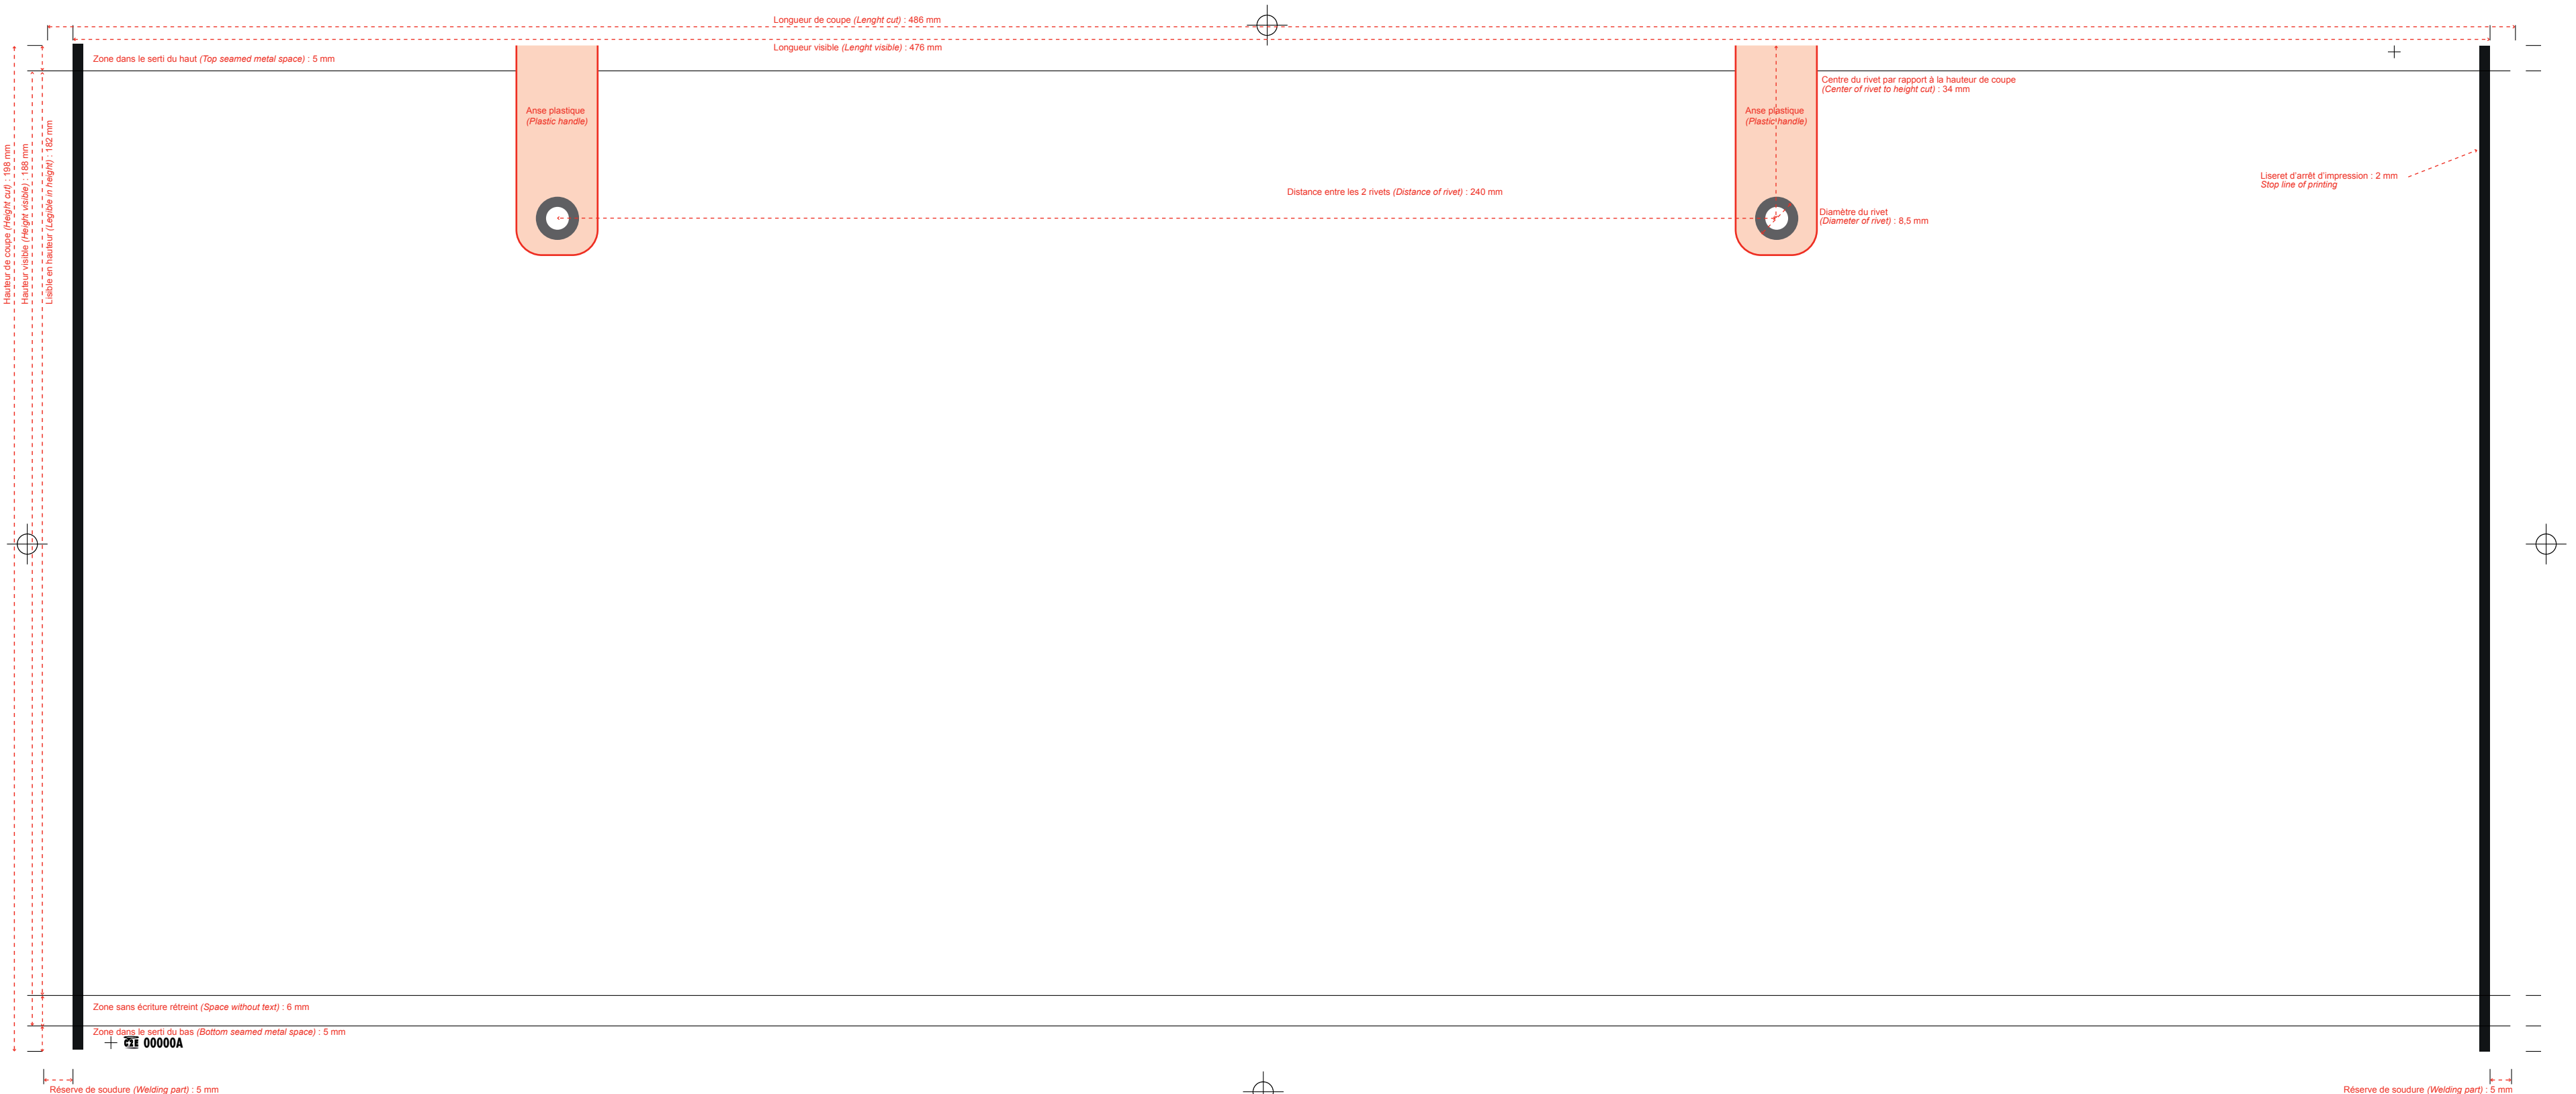 Longueur de coupe (Lenght cut) : 486 mm
Longueur visible (Lenght visible) : 476 mm
Zone dans le serti du haut (Top seamed metal space) : 5 mm
Hauteur de coupe (Height cut) : 198 mm
Hauteur visible (Height visible) : 188 mm
Lisible en hauteur (Legible in height) : 182 mm
Anse plastique
(Plastic handle)
Anse plastique
(Plastic handle)
Centre du rivet par rapport à la hauteur de coupe
(Center of rivet to height cut) : 34 mm
Liseret d'arrêt d'impression : 2 mm
Stop line of printing
Distance entre les 2 rivets (Distance of rivet) : 240 mm
Diamètre du rivet
(Diameter of rivet) : 8,5 mm
Zone sans écriture rétreint (Space without text) : 6 mm
Zone dans le serti du bas (Bottom seamed metal space) : 5 mm
00000A
Réserve de soudure (Welding part) : 5 mm
Réserve de soudure (Welding part) : 5 mm